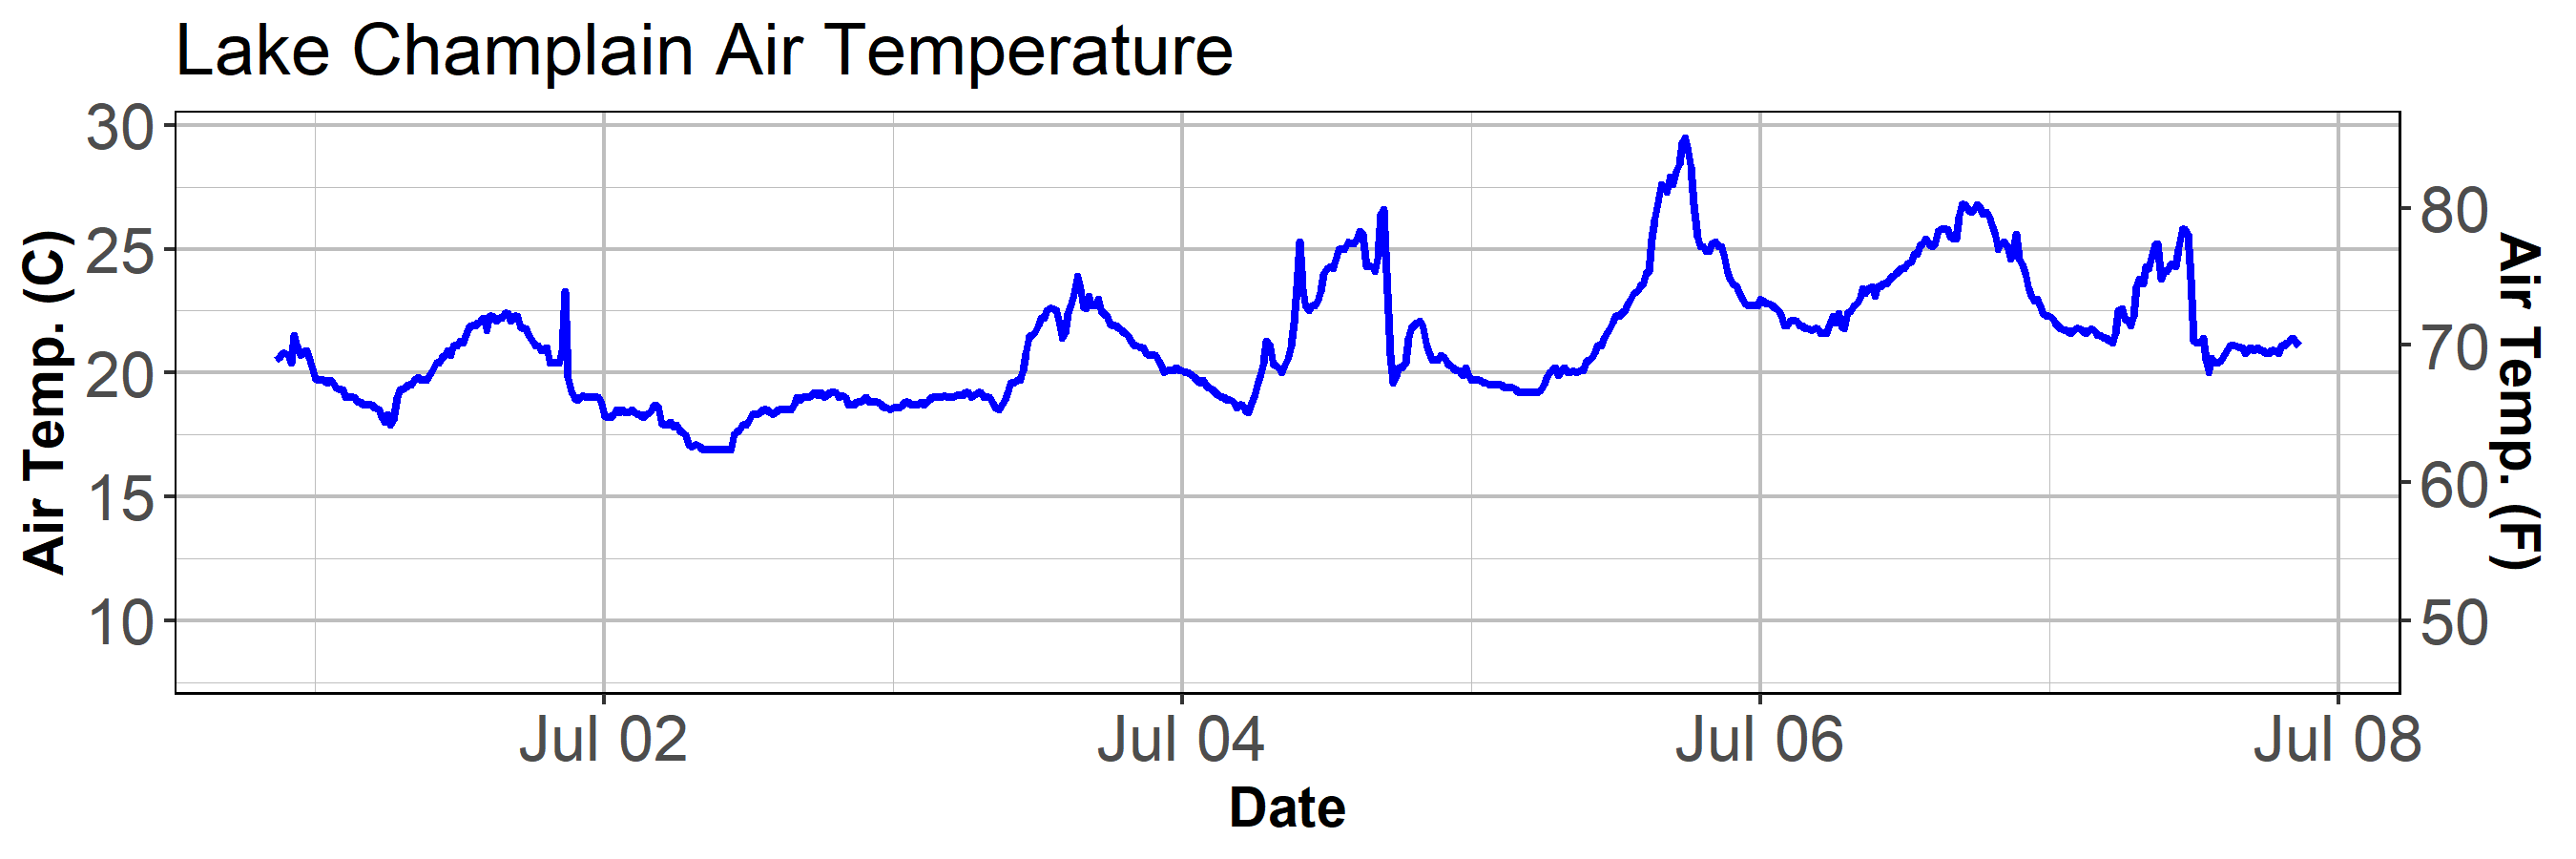 Lake Champlain Air Temperature
30
25
20
15
10
Air Temp. (C)
80
70
60
50
Air Temp. (F)
Jul 02
Jul 04
Jul 06
Jul 08
Date